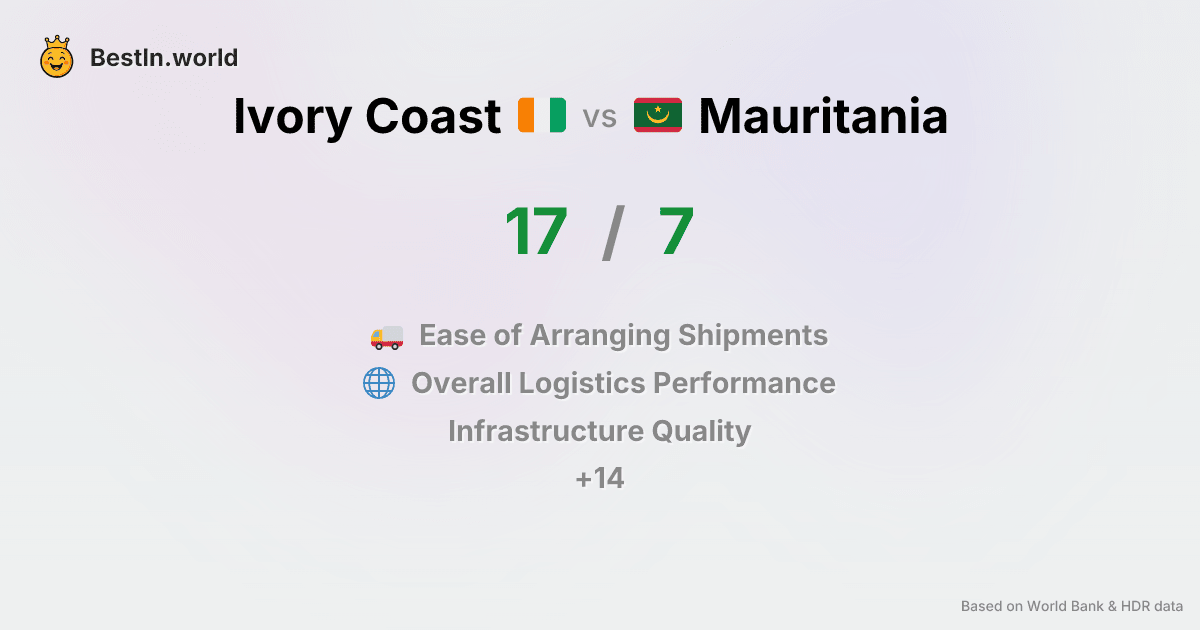 BestIn.world
Ivory Coast vs Mauritania
17 / 7
Ease of Arranging Shipments
Overall Logistics Performance
Infrastructure Quality
+14
Based on World Bank & HDR data